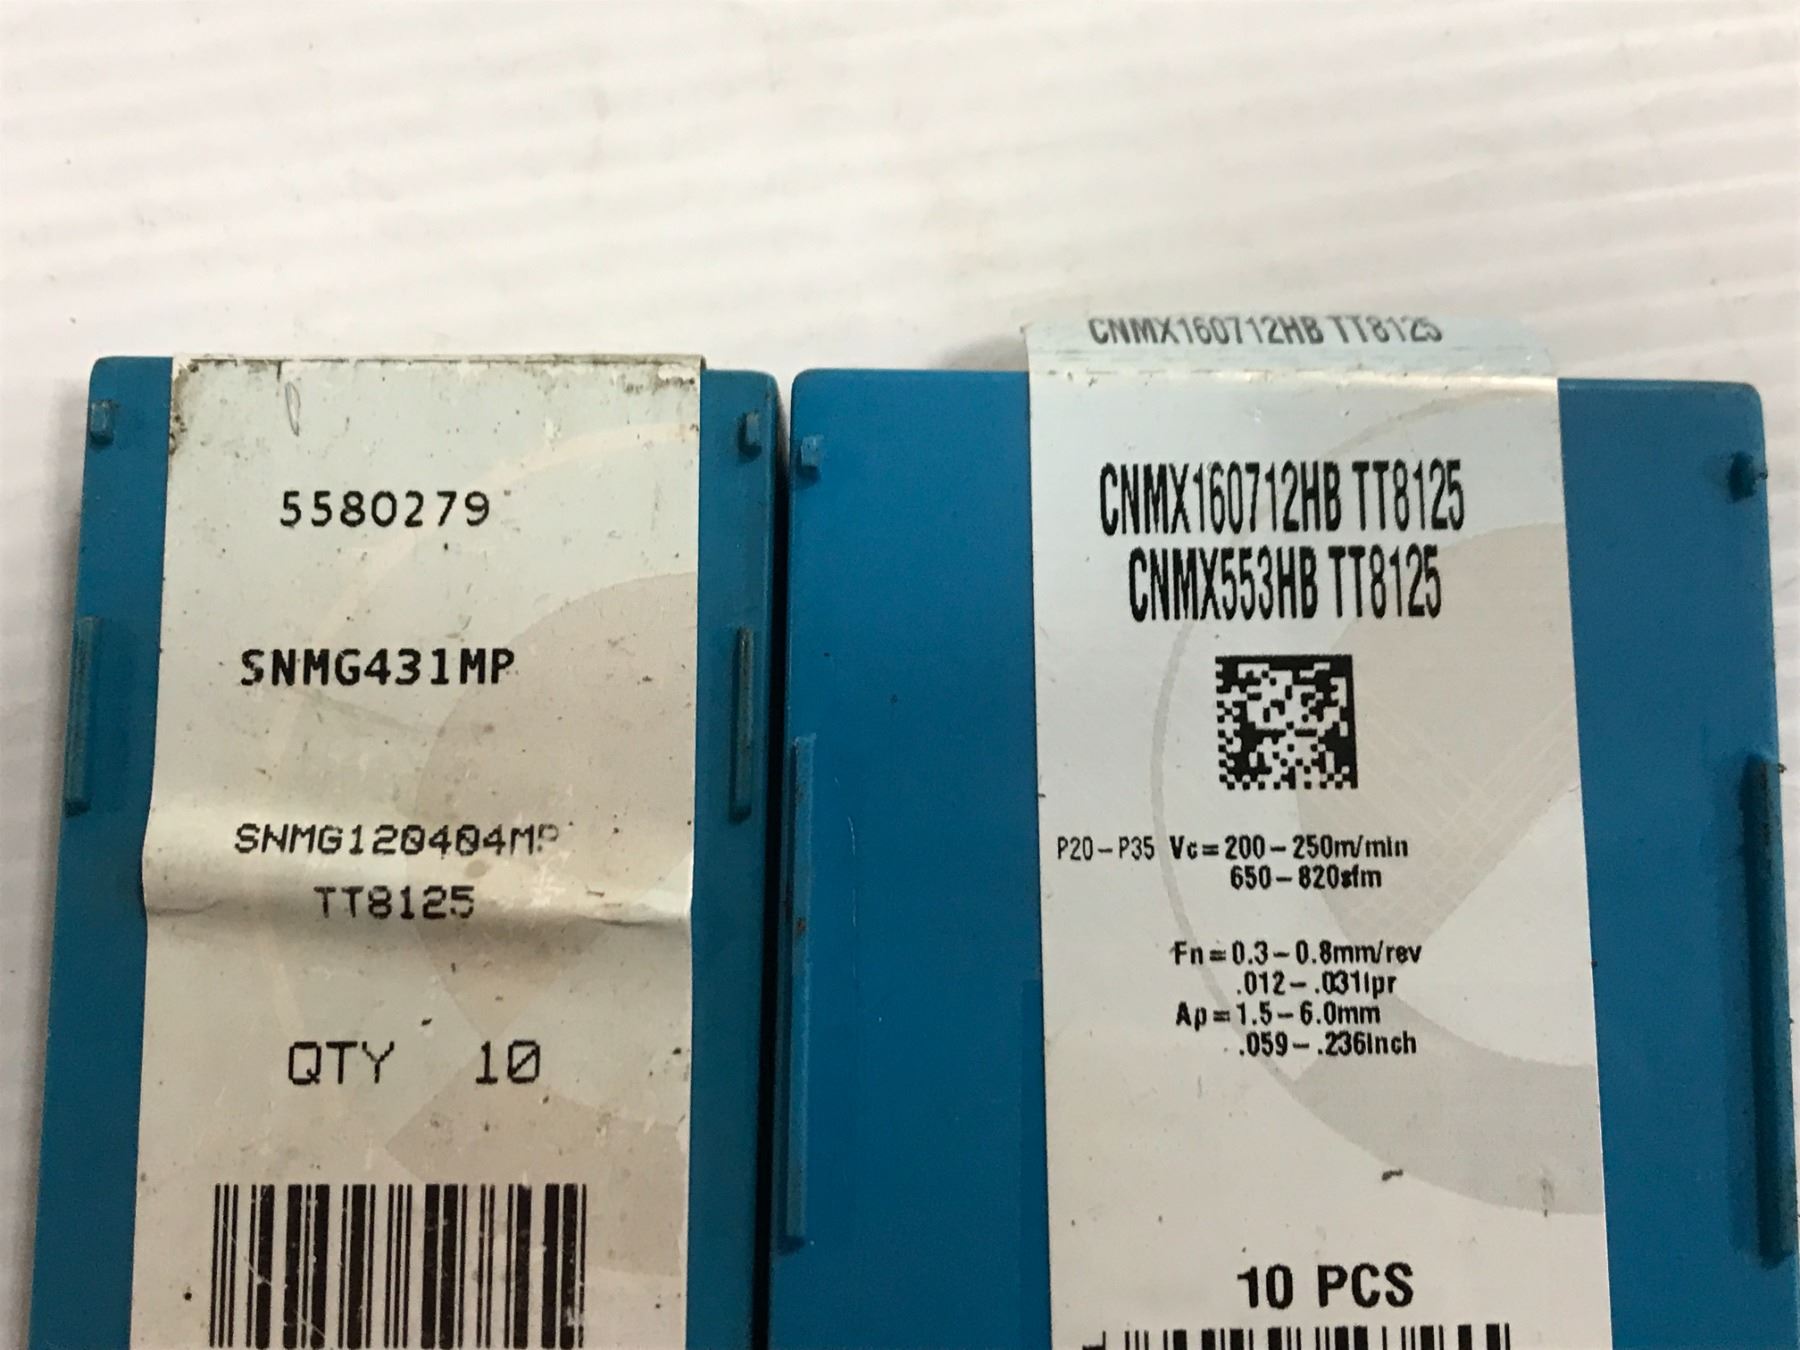 5580279
SNMG431MP
SNMG120404MP
TT8125
QTY 10
CNMX160712HB TT8125
CNMX160712HB TT8125
CNMX553HB TT8125
P20-P35 Vc=200-250m/min
650-820sfm
Fn=0.3-0.8mm/rev
.012-.031ipr
Ap=1.5-6.0mm
.059-.236inch
10 PCS